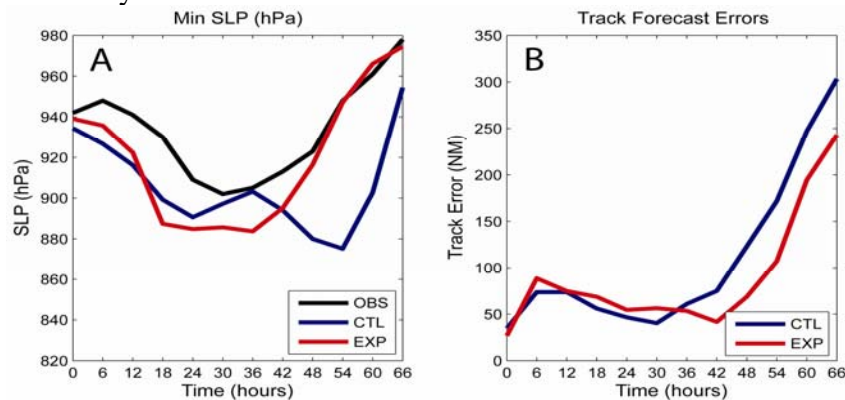 Min SLP (hPa)
Track Forecast Errors
A
980
960
940
920
900
880
860
840
820
SLP (hPa)
OBS
CTL
EXP
0 6 12 18 24 30 36 42 48 54 60 66
Time (hours)
B
350
300
250
200
150
100
50
0
Track Error (NM)
CTL
EXP
0 6 12 18 24 30 36 42 48 54 60 66
Time (hours)